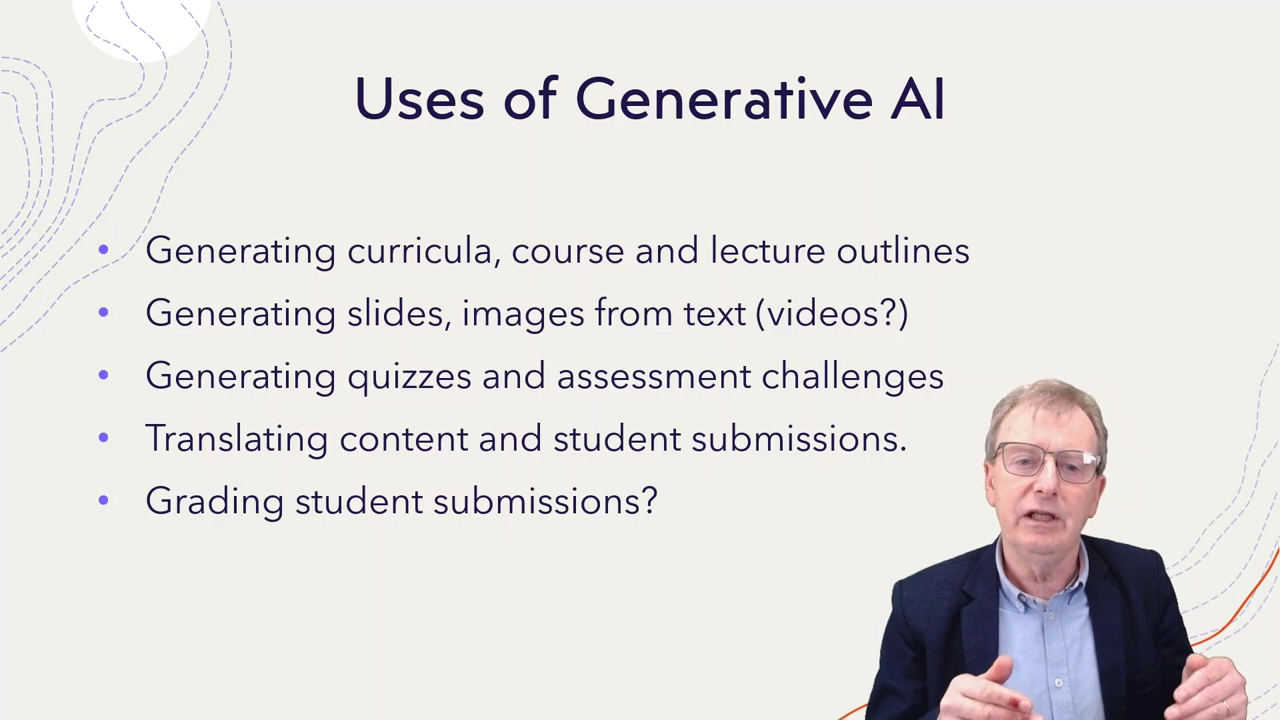 Uses of Generative AI
• Generating curricula, course and lecture outlines
• Generating slides, images from text (videos?)
• Generating quizzes and assessment challenges
• Translating content and student submissions.
• Grading student submissions?